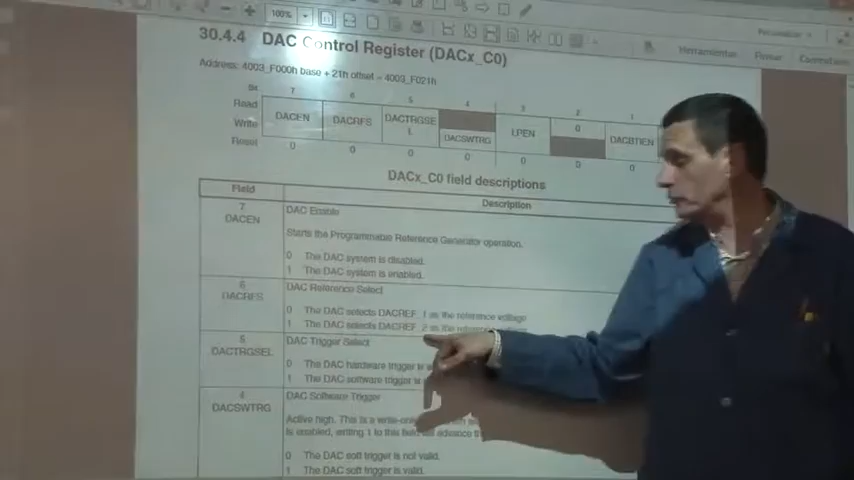 100%
Herramientas
Firmar
Comentario
30.4.4 DAC Control Register (DACx_C0)
Address: 4003_F000h base + 21h offset = 4003_F021h
Bit 7 6 5 4 3 2 1
Read
Write
Reset
DACEN DACRFS DACTRGSE
L
DACSWTRG
LPEN
0
DACBTIEN
0 0 0 0 0 0 0
DACx_C0 field descriptions
Field Description
7
DACEN
DAC Enable
Starts the Programmable Reference Generator operation.
0 The DAC system is disabled.
1 The DAC system is enabled.
6
DACRFS
DAC Reference Select
0 The DAC selects DACREF_1 as the reference voltage
1 The DAC selects DACREF_2 as the reference
5
DACTRGSEL
DAC Trigger Select
0 The DAC hardware trigger is
1 The DAC software trigger is
4
DACSWTRG
DAC Software Trigger
Active high. This is a write-only
is enabled, writing 1 to this field advance
0 The DAC soft trigger is not valid.
1 The DAC soft trigger is valid.